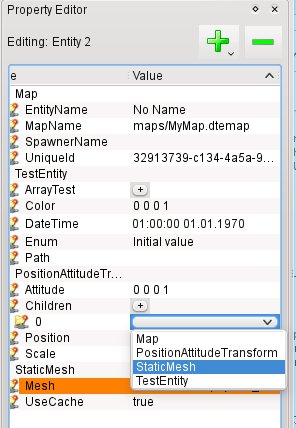 Property Editor
Editing: Entity 2
e Value
Map
EntityName No Name
MapName maps/MyMap.dtemap
SpawnerName
UniqueId 32913739-c134-4a5a-9...
TestEntity
ArrayTest +
Color 0 0 0 1
DateTime 01:00:00 01.01.1970
Enum Initial value
Path
PositionAttitudeTr...
Attitude 0 0 0 1
Children +
0
Position Map
PositionAttitudeTransform
Scale StaticMesh
StaticMesh
Mesh TestEntity
UseCache true